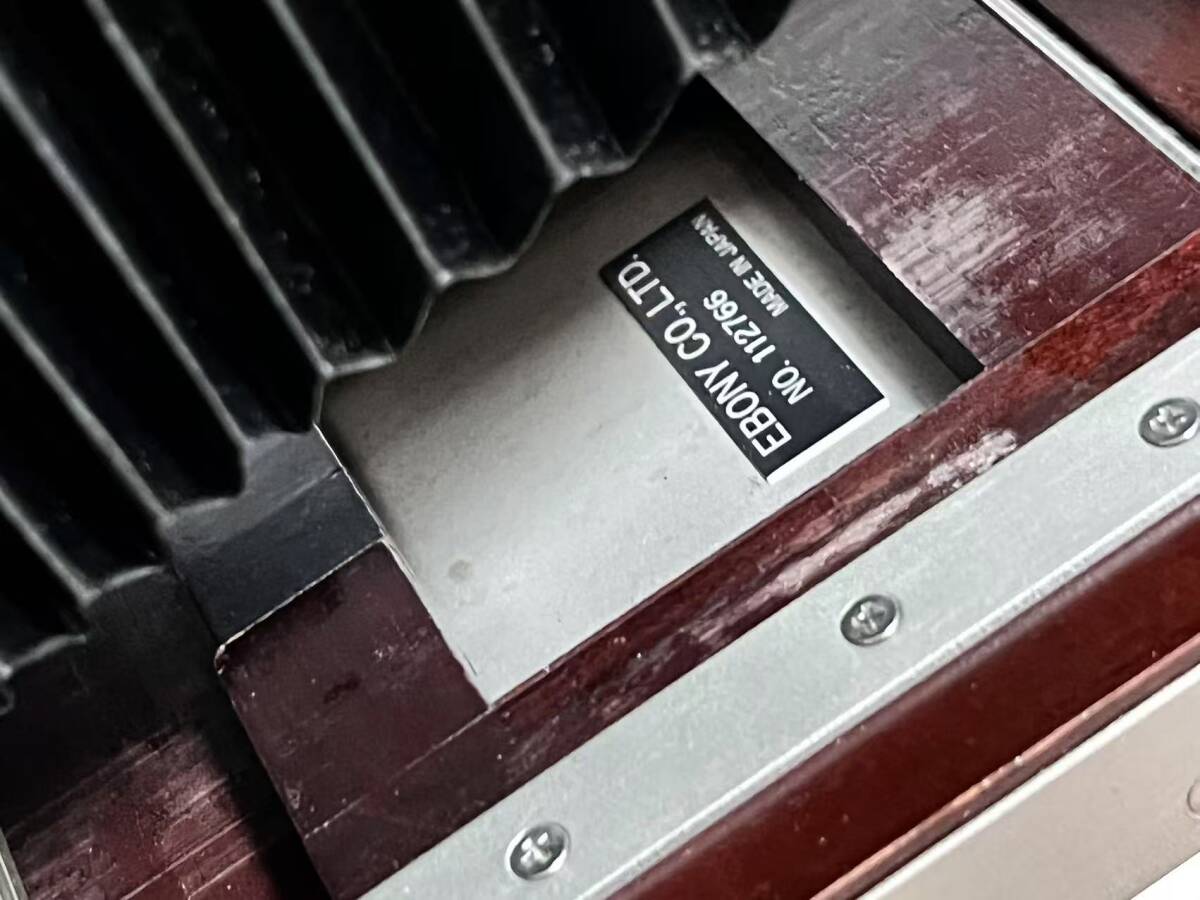 EBONY CO.,LTD.
NO. 112766
MADE IN JAPAN